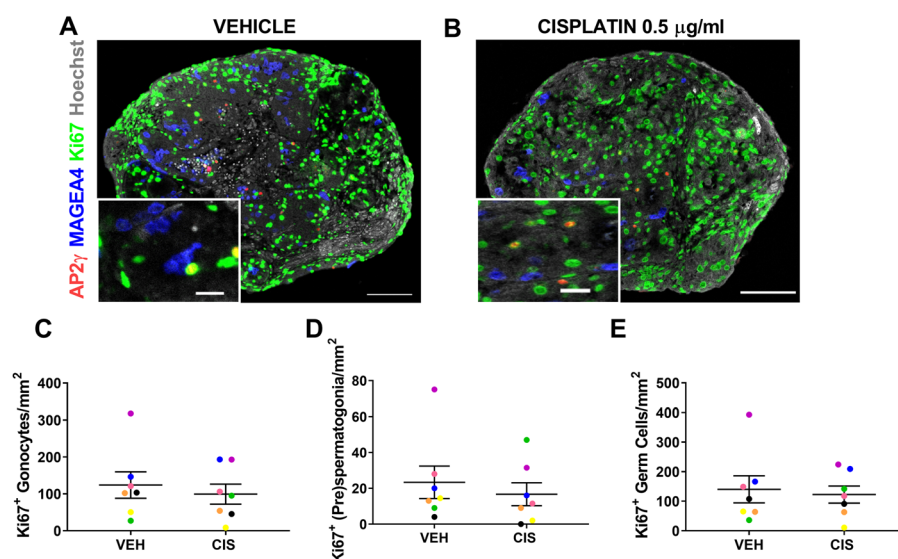 A
VEHICLE
B
CISPLATIN 0.5 μg/ml
AP2γ MAGEA4 Ki67 Hoechst
C
Ki67+ Gonocytes/mm2
400
300
200
100
0
VEH
CIS
D
Ki67+ (Pre)spermatogonia/mm2
80
60
40
20
0
VEH
CIS
E
Ki67+ Germ Cells/mm2
500
400
300
200
100
0
VEH
CIS